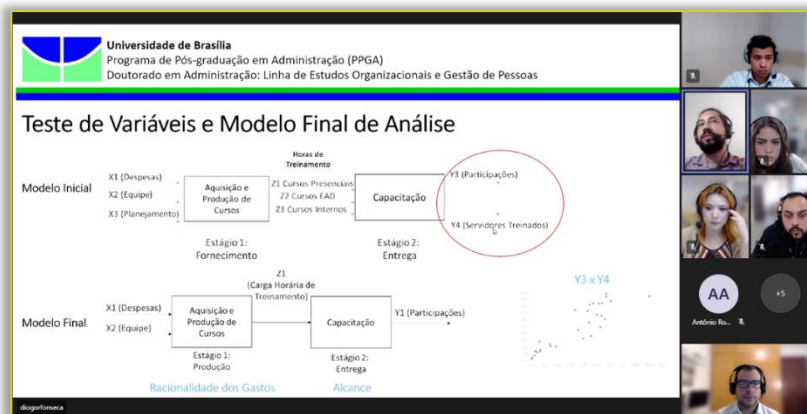 Universidade de Brasília
Programa de Pós-graduação em Administração (PPGA)
Doutorado em Administração: Linha de Estudos Organizacionais e Gestão de Pessoas
Teste de Variáveis e Modelo Final de Análise
Modelo Inicial
X1 (Despesas)
X2 (Equipe)
X3 (Planejamento)
Aquisição e
Produção de
Cursos
Estágio 1:
Fornecimento
Horas de
Treinamento
Z1 Cursos Presenciais
Z2 Cursos EAD
Z3 Cursos Internos
Capacitação
Estágio 2:
Entrega
Y3 (Participações)
Y4 (Servidores Treinados)
Modelo Final
X1 (Despesas)
X2 (Equipe)
Aquisição e
Produção de
Cursos
Estágio 1:
Produção
Racionalidade dos Gastos
Z1
(Carga Horária de
Treinamento)
Capacitação
Estágio 2:
Entrega
Alcance
Y1 (Participações)
Y3 x Y4
AA
Antônio Ro...
+5
diogorfonseca